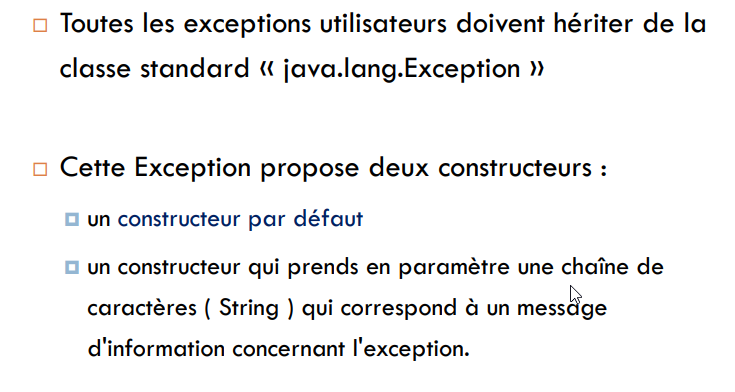 Toutes les exceptions utilisateurs doivent hériter de la
classe standard « java.lang.Exception »
Cette Exception propose deux constructeurs :
un constructeur par défaut
un constructeur qui prends en paramètre une chaîne de
caractères ( String ) qui correspond à un message
d'information concernant l'exception.